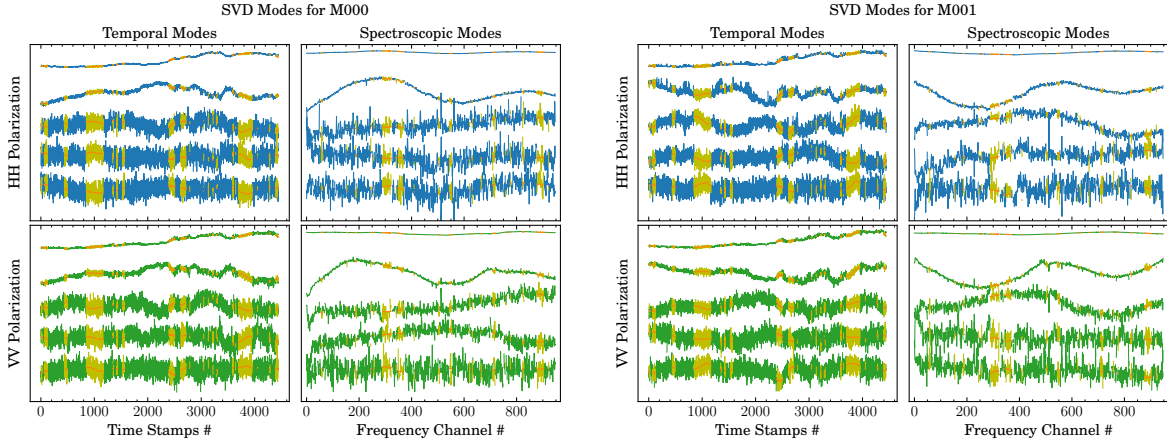 SVD Modes for M000
Temporal Modes
Spectroscopic Modes
HH Polarization
VV Polarization
0
1000
2000
3000
4000
Time Stamps #
0
200
400
600
800
Frequency Channel #
SVD Modes for M001
Temporal Modes
Spectroscopic Modes
HH Polarization
VV Polarization
0
1000
2000
3000
4000
Time Stamps #
0
200
400
600
800
Frequency Channel #